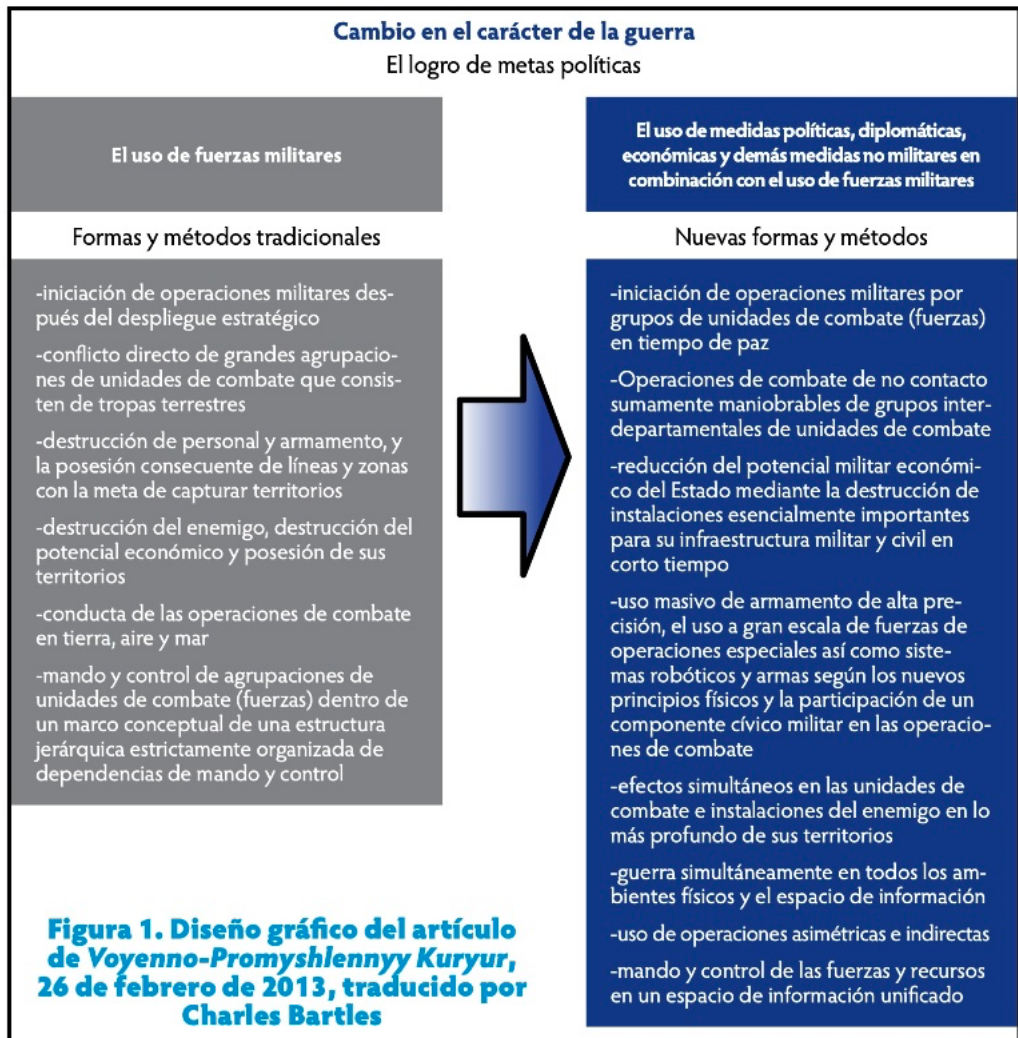 Cambio en el carácter de la guerra
El logro de metas políticas
El uso de fuerzas militares
Formas y métodos tradicionales
-iniciación de operaciones militares des-
pués del despliegue estratégico
-conflicto directo de grandes agrupacio-
nes de unidades de combate que consis-
ten de tropas terrestres
-destrucción de personal y armamento, y
la posesión consecuente de líneas y zonas
con la meta de capturar territorios
-destrucción del enemigo, destrucción del
potencial económico y posesión de sus
territorios
-conducta de las operaciones de combate
en tierra, aire y mar
-mando y control de agrupaciones de
unidades de combate (fuerzas) dentro de
un marco conceptual de una estructura
jerárquica estrictamente organizada de
dependencias de mando y control
El uso de medidas políticas, diplomáticas,
económicas y demás medidas no militares en
combinación con el uso de fuerzas militares
Nuevas formas y métodos
-iniciación de operaciones militares por
grupos de unidades de combate (fuerzas)
en tiempo de paz
-Operaciones de combate de no contacto
sumamente maniobrables de grupos inter-
departamentales de unidades de combate
-reducción del potencial militar económi-
co del Estado mediante la destrucción de
instalaciones esencialmente importantes
para su infraestructura militar y civil en
corto tiempo
-uso masivo de armamento de alta pre-
cisión, el uso a gran escala de fuerzas de
operaciones especiales así como siste-
mas robóticos y armas según los nuevos
principios físicos y la participación de un
componente cívico militar en las operacio-
nes de combate
-efectos simultáneos en las unidades de
combate e instalaciones del enemigo en lo
más profundo de sus territorios
-guerra simultáneamente en todos los am-
bientes físicos y el espacio de información
-uso de operaciones asimétricas e indirectas
-mando y control de las fuerzas y recursos
en un espacio de información unificado
Figura 1. Diseño gráfico del artículo
de Voyenno-Promyshlennyy Kuryur,
26 de febrero de 2013, traducido por
Charles Bartles